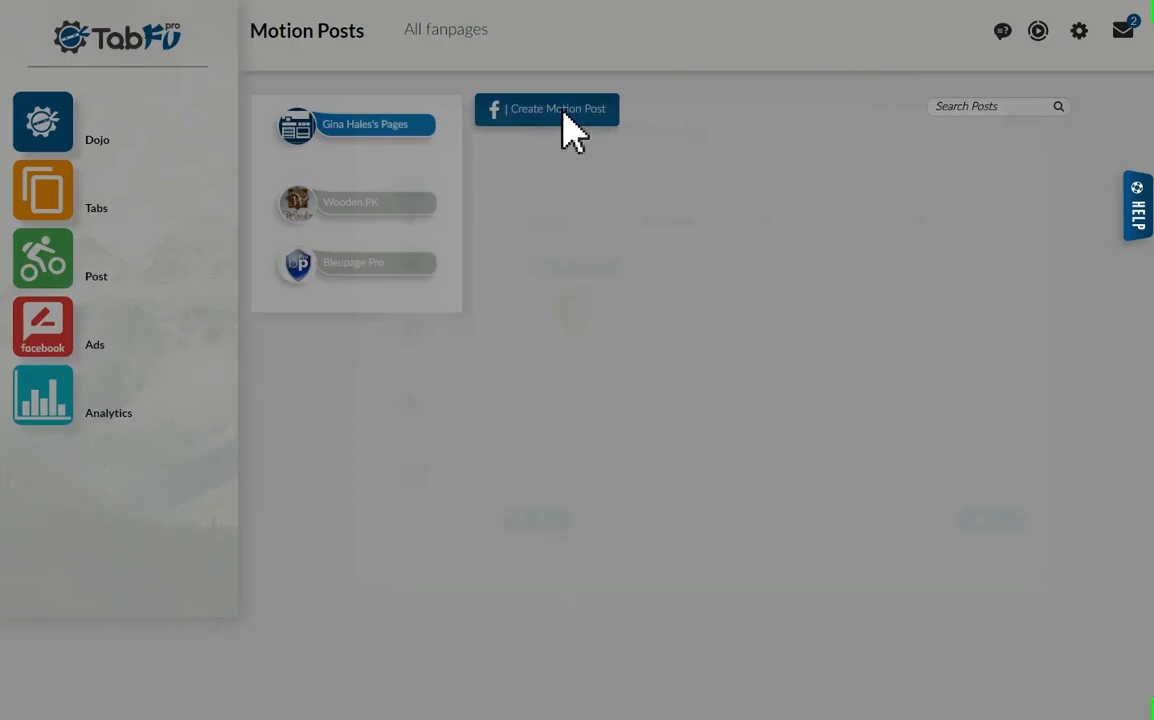 TabFu pro
Motion Posts
All fanpages
2
Dojo
Tabs
Post
facebook
Ads
Analytics
Gina Hales's Pages
Wooden.PK
Bleupage Pro
f | Create Motion Post
Search Posts
HELP